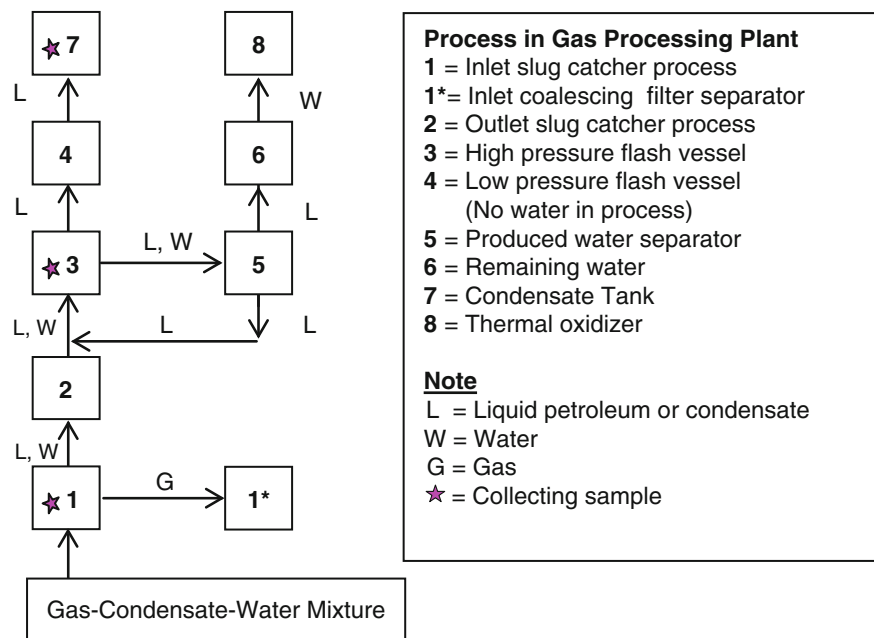 7
8
L
W
4
6
L
L
L, W
3
5
L, W
L
L
2
L, W
G
1
1*
Gas-Condensate-Water Mixture
Process in Gas Processing Plant
1 = Inlet slug catcher process
1*= Inlet coalescing filter separator
2 = Outlet slug catcher process
3 = High pressure flash vessel
4 = Low pressure flash vessel
(No water in process)
5 = Produced water separator
6 = Remaining water
7 = Condensate Tank
8 = Thermal oxidizer
Note
L = Liquid petroleum or condensate
W = Water
G = Gas
= Collecting sample